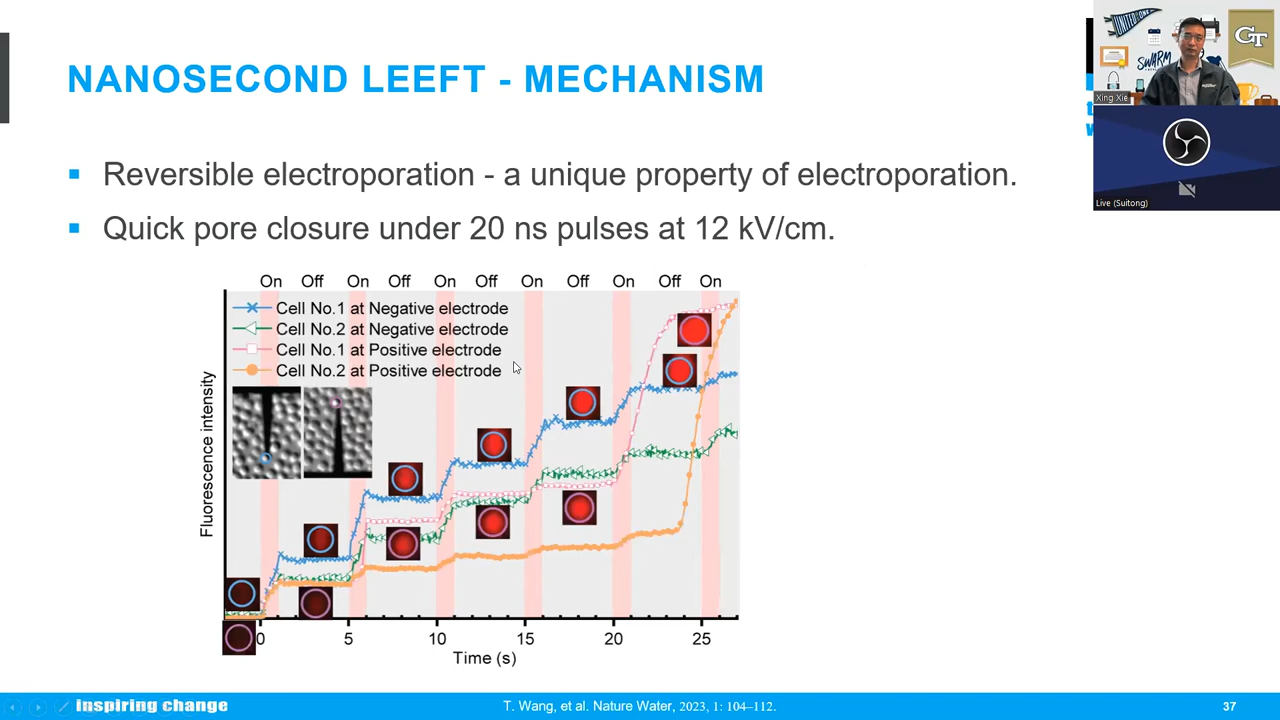 NANOSECOND LEEFT - MECHANISM
UNITED
SWARM
GT
Xing Xie
Live (Suitong)
Reversible electroporation - a unique property of electroporation.
Quick pore closure under 20 ns pulses at 12 kV/cm.
On Off On Off On Off On Off On Off On
Cell No.1 at Negative electrode
Cell No.2 at Negative electrode
Cell No.1 at Positive electrode
Cell No.2 at Positive electrode
Fluorescence intensity
0 5 10 15 20 25
Time (s)
inspiring change
T. Wang, et al. Nature Water, 2023, 1: 104–112.
37